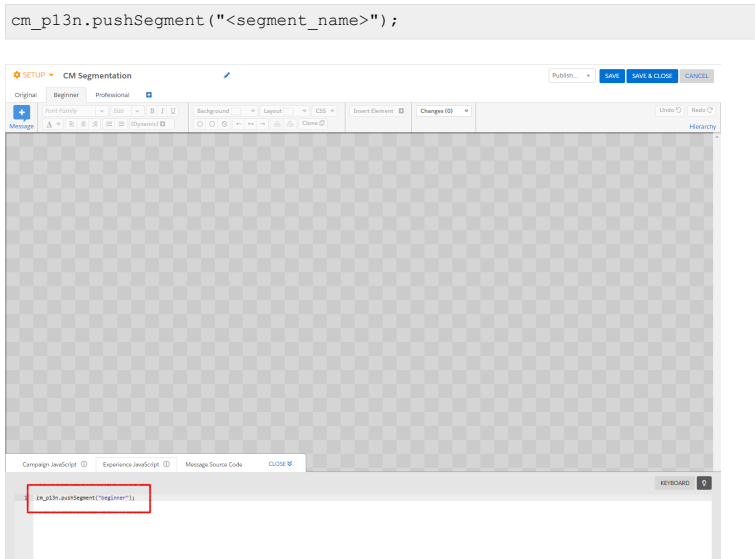 cm_p13n.pushSegment("<segment_name>");
SETUP CM Segmentation Publish... SAVE SAVE & CLOSE CANCEL
Original Beginner Professional
Font Family Size B I U Background Layout CSS Insert Element Changes (0) Undo Redo
Message A [Dynamic] Clone Hierarchy
Campaign JavaScript Experience JavaScript Message Source Code CLOSE
KEYBOARD
1 cm_p13n.pushSegment("beginner");